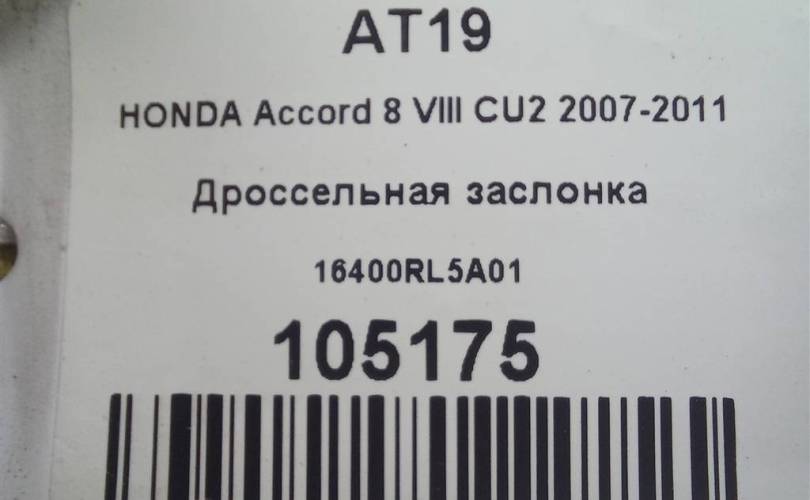 AT19
HONDA Accord 8 VIII CU2 2007-2011
Дроссельная заслонка
16400RL5A01
105175